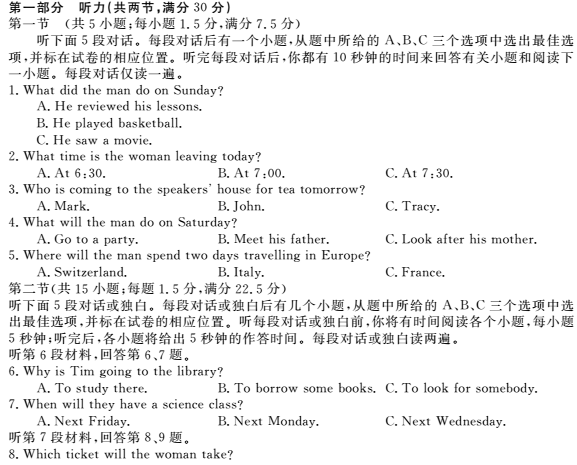 第一部分 听力(共两节,满分 30 分)
第一节 (共 5 小题;每小题 1.5 分,满分 7.5 分)
听下面 5 段对话。每段对话后有一个小题,从题中所给的 A、B、C 三个选项中选出最佳选
项,并标在试卷的相应位置。听完每段对话后,你都有 10 秒钟的时间来回答有关小题和阅读下
一小题。每段对话仅读一遍。
1. What did the man do on Sunday?
A. He reviewed his lessons.
B. He played basketball.
C. He saw a movie.
2. What time is the woman leaving today?
A. At 6:30. B. At 7:00. C. At 7:30.
3. Who is coming to the speakers' house for tea tomorrow?
A. Mark. B. John. C. Tracy.
4. What will the man do on Saturday?
A. Go to a party. B. Meet his father. C. Look after his mother.
5. Where will the man spend two days travelling in Europe?
A. Switzerland. B. Italy. C. France.
第二节(共 15 小题;每题 1.5 分,满分 22.5 分)
听下面 5 段对话或独白。每段对话或独白后有几个小题,从题中所给的 A、B、C 三个选项中选
出最佳选项,并标在试卷的相应位置。听每段对话或独白前,你将有时间阅读各个小题,每小题
5 秒钟;听完后,各小题将给出 5 秒钟的作答时间。每段对话或独白读两遍。
听第 6 段材料,回答第 6、7 题。
6. Why is Tim going to the library?
A. To study there. B. To borrow some books. C. To look for somebody.
7. When will they have a science class?
A. Next Friday. B. Next Monday. C. Next Wednesday.
听第 7 段材料,回答第 8、9 题。
8. Which ticket will the woman take?